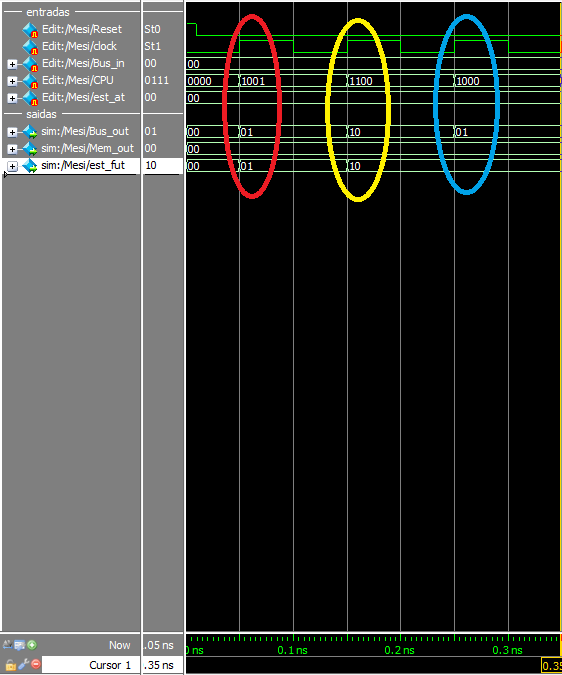 entradas
Edit:/Mesi/Reset St0
Edit:/Mesi/clock St1
Edit:/Mesi/Bus_in 00 00
Edit:/Mesi/CPU 0111 0000 1001 1100 1000
Edit:/Mesi/est_at 00 00
saidas
sim:/Mesi/Bus_out 01 00 01 10 01
sim:/Mesi/Mem_out 00 00
sim:/Mesi/est_fut 10 00 01 10
Now .05 ns 0 ns 0.1 ns 0.2 ns 0.3 ns
Cursor 1 .35 ns 0.35